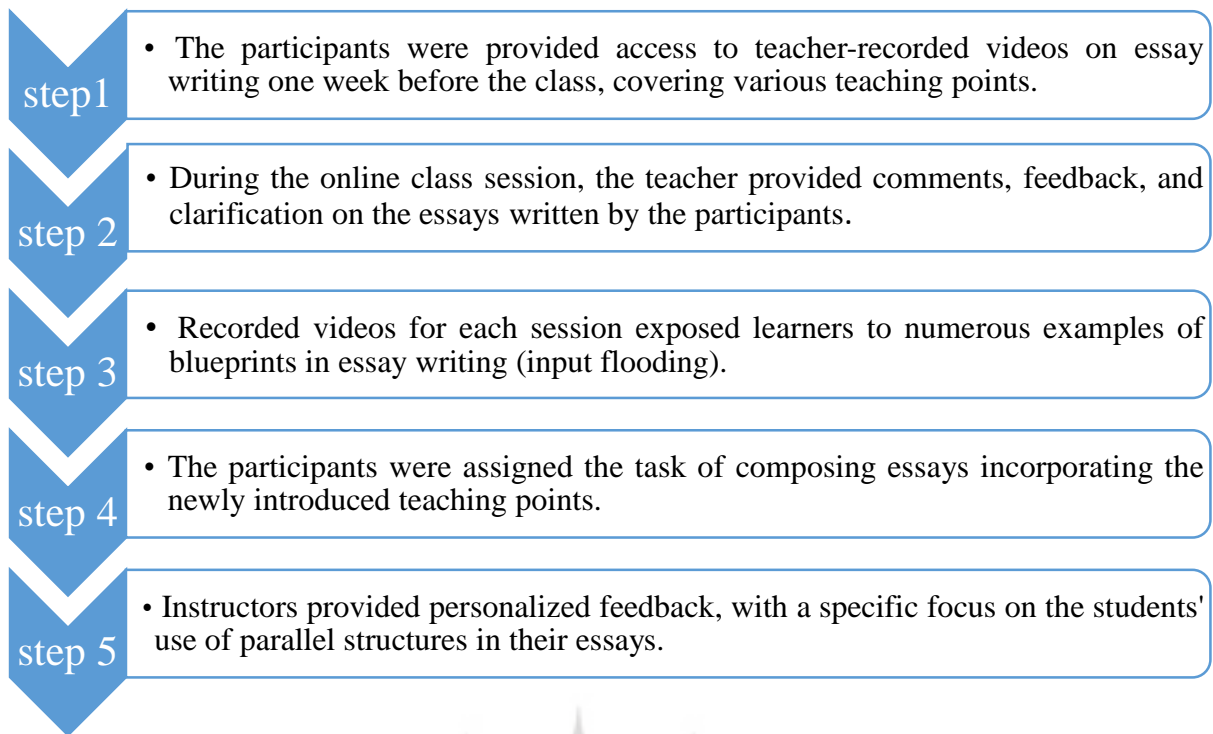 step1
• The participants were provided access to teacher-recorded videos on essay
writing one week before the class, covering various teaching points.
step 2
• During the online class session, the teacher provided comments, feedback, and
clarification on the essays written by the participants.
step 3
• Recorded videos for each session exposed learners to numerous examples of
blueprints in essay writing (input flooding).
step 4
• The participants were assigned the task of composing essays incorporating the
newly introduced teaching points.
step 5
• Instructors provided personalized feedback, with a specific focus on the students'
use of parallel structures in their essays.